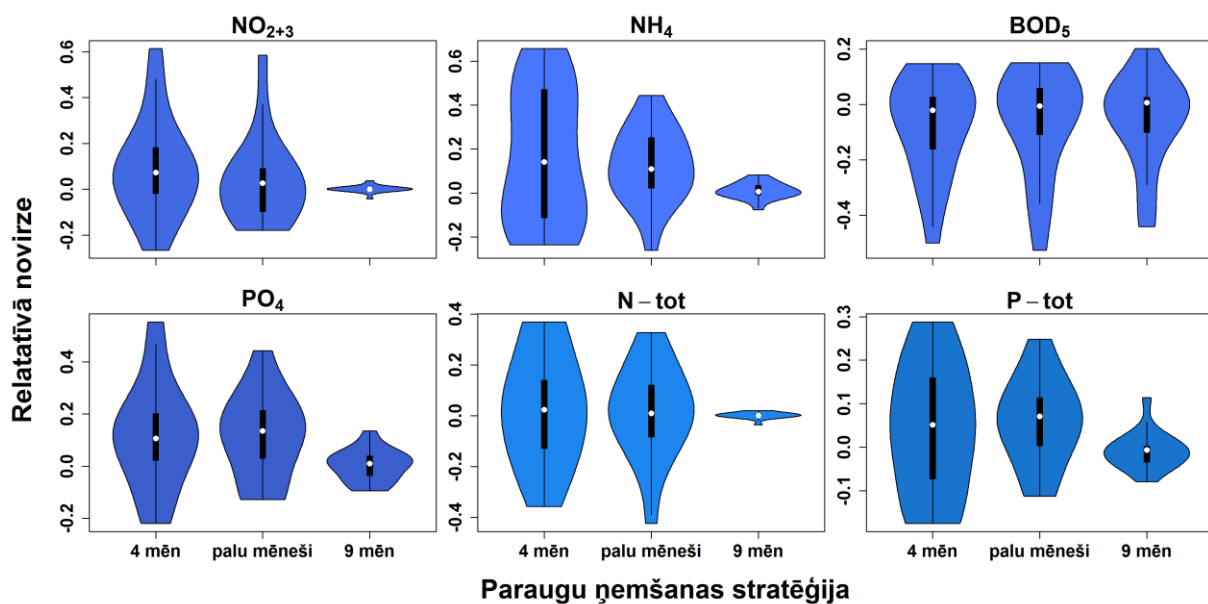 NO₂₊₃
NH₄
BOD₅
0.6
0.4
0.2
0.0
-0.2
0.6
0.4
0.2
0.0
-0.2
0.2
0.0
-0.2
-0.4
Relatatīvā novirze
PO₄
N – tot
P – tot
0.4
0.2
0.0
-0.2
0.4
0.2
0.0
-0.2
-0.4
0.3
0.2
0.1
0.0
-0.1
4 mēn palu mēneši 9 mēn
4 mēn palu mēneši 9 mēn
4 mēn palu mēneši 9 mēn
Paraugu ņemšanas stratēģija